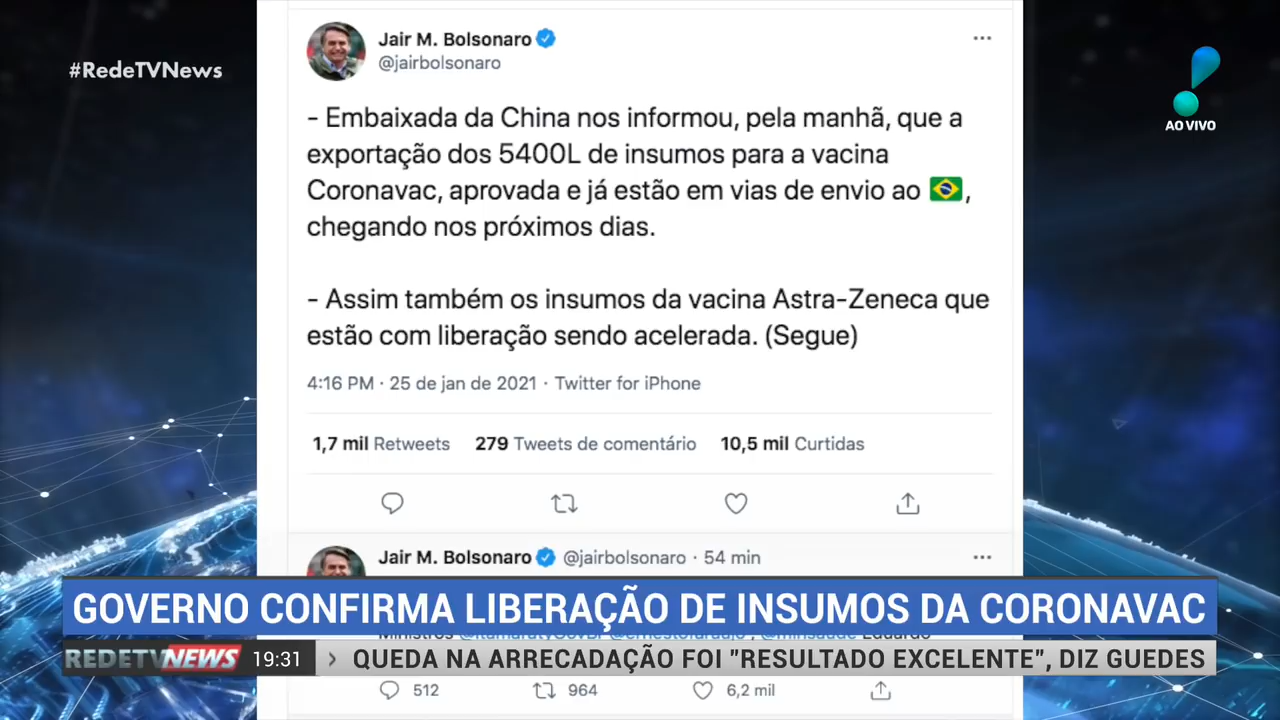 #RedeTVNews
AO VIVO
Jair M. Bolsonaro
@jairbolsonaro
- Embaixada da China nos informou, pela manhã, que a
exportação dos 5400L de insumos para a vacina
Coronavac, aprovada e já estão em vias de envio ao 🇧🇷,
chegando nos próximos dias.
- Assim também os insumos da vacina Astra-Zeneca que
estão com liberação sendo acelerada. (Segue)
4:16 PM · 25 de jan de 2021 · Twitter for iPhone
1,7 mil Retweets 279 Tweets de comentário 10,5 mil Curtidas
Jair M. Bolsonaro @jairbolsonaro · 54 min
GOVERNO CONFIRMA LIBERAÇÃO DE INSUMOS DA CORONAVAC
REDETVNEWS 19:31 › QUEDA NA ARRECADAÇÃO FOI "RESULTADO EXCELENTE", DIZ GUEDES
512 964 6,2 mil